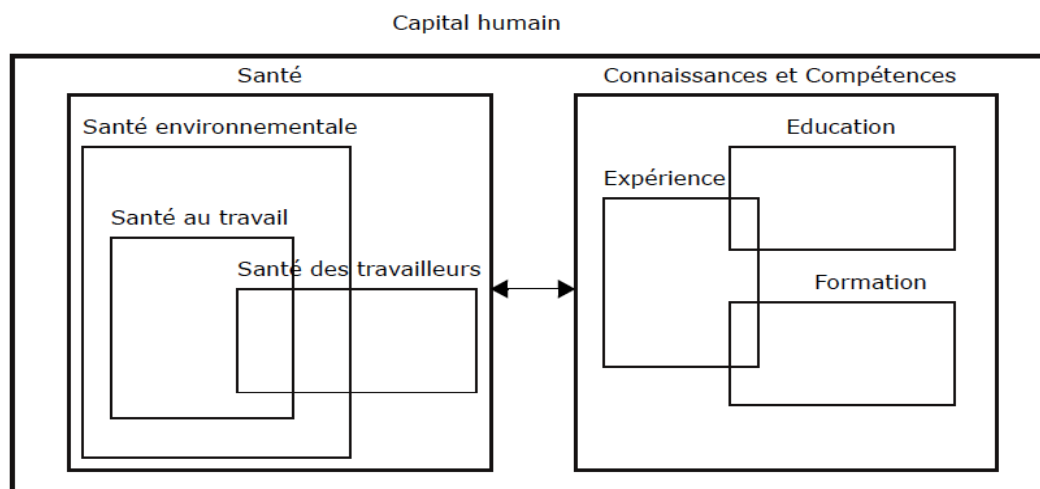 Capital humain
Santé
Connaissances et Compétences
Santé environnementale
Education
Expérience
Santé au travail
Santé des travailleurs
Formation